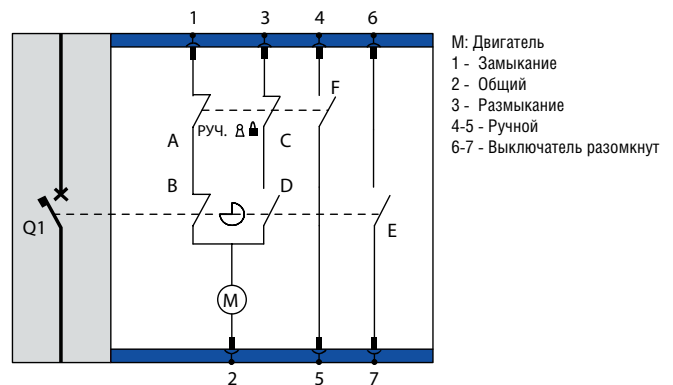 1 3 4 6
М: Двигатель
1 - Замыкание
2 - Общий
3 - Размыкание
4-5 - Ручной
6-7 - Выключатель разомкнут
F
РУЧ.
A C
B D
Q1 E
M
2 5 7